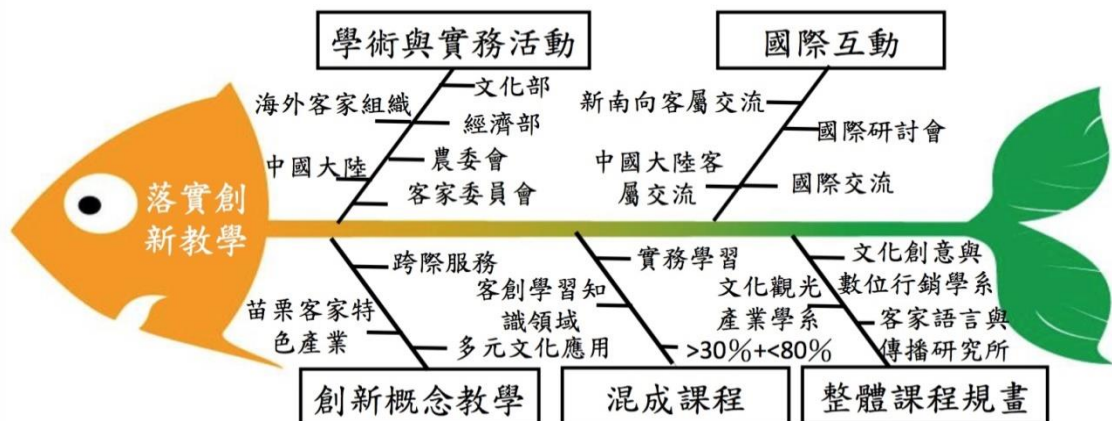 學術與實務活動
國際互動
文化部
海外客家組織
經濟部
農委會
中國大陸
客家委員會
新南向客屬交流
國際研討會
中國大陸客
屬交流
國際交流
落實創
新教學
跨際服務
苗栗客家特
色產業
多元文化應用
實務學習
客創學習知
識領域
>30%+<80%
文化創意與
數位行銷學系
文化觀光
產業學系
客家語言與
傳播研究所
創新概念教學
混成課程
整體課程規畫